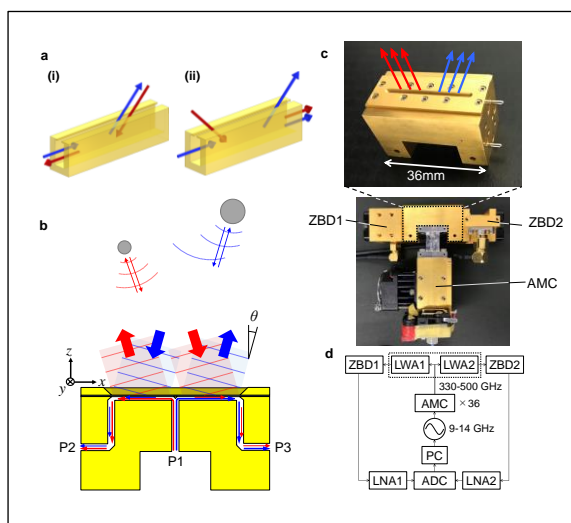 a
(i)
(ii)
c
36mm
b
θ
z
y
x
P2
P1
P3
ZBD1
ZBD2
AMC
d
ZBD1
LWA1
LWA2
ZBD2
330-500 GHz
AMC
× 36
9-14 GHz
PC
LNA1
ADC
LNA2